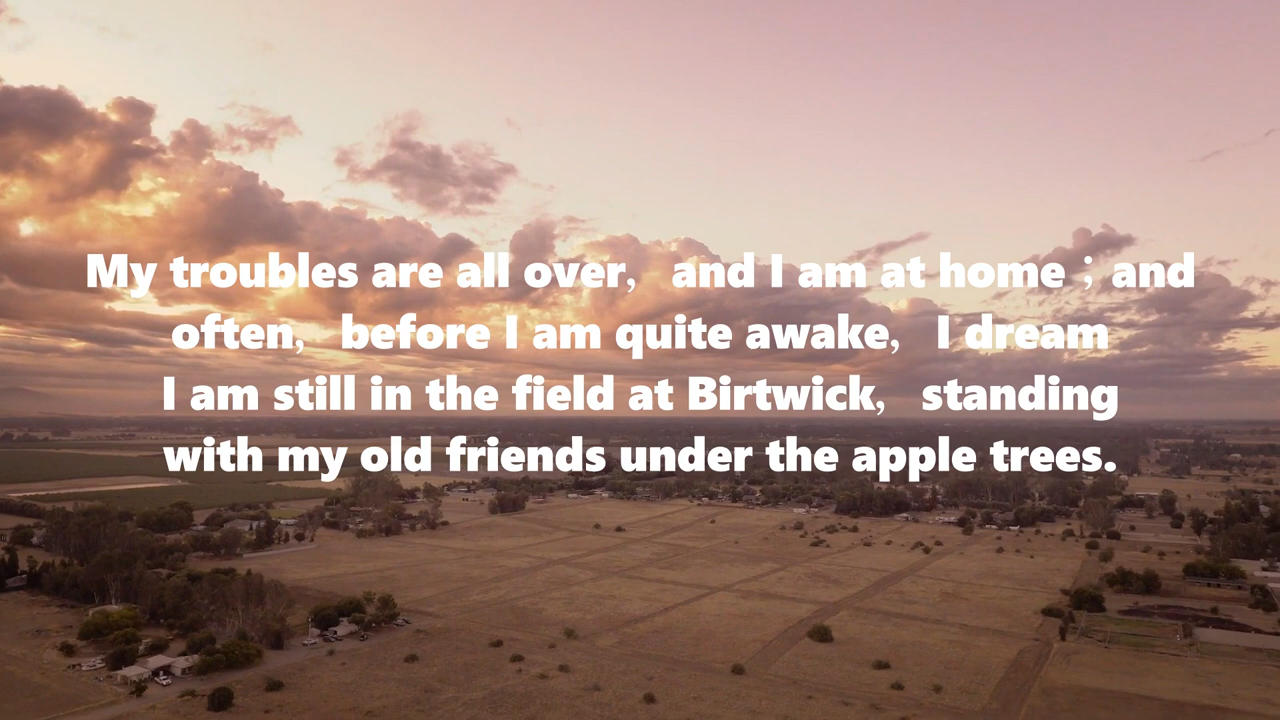 My troubles are all over, and I am at home ; and
often, before I am quite awake, I dream
I am still in the field at Birtwick, standing
with my old friends under the apple trees.